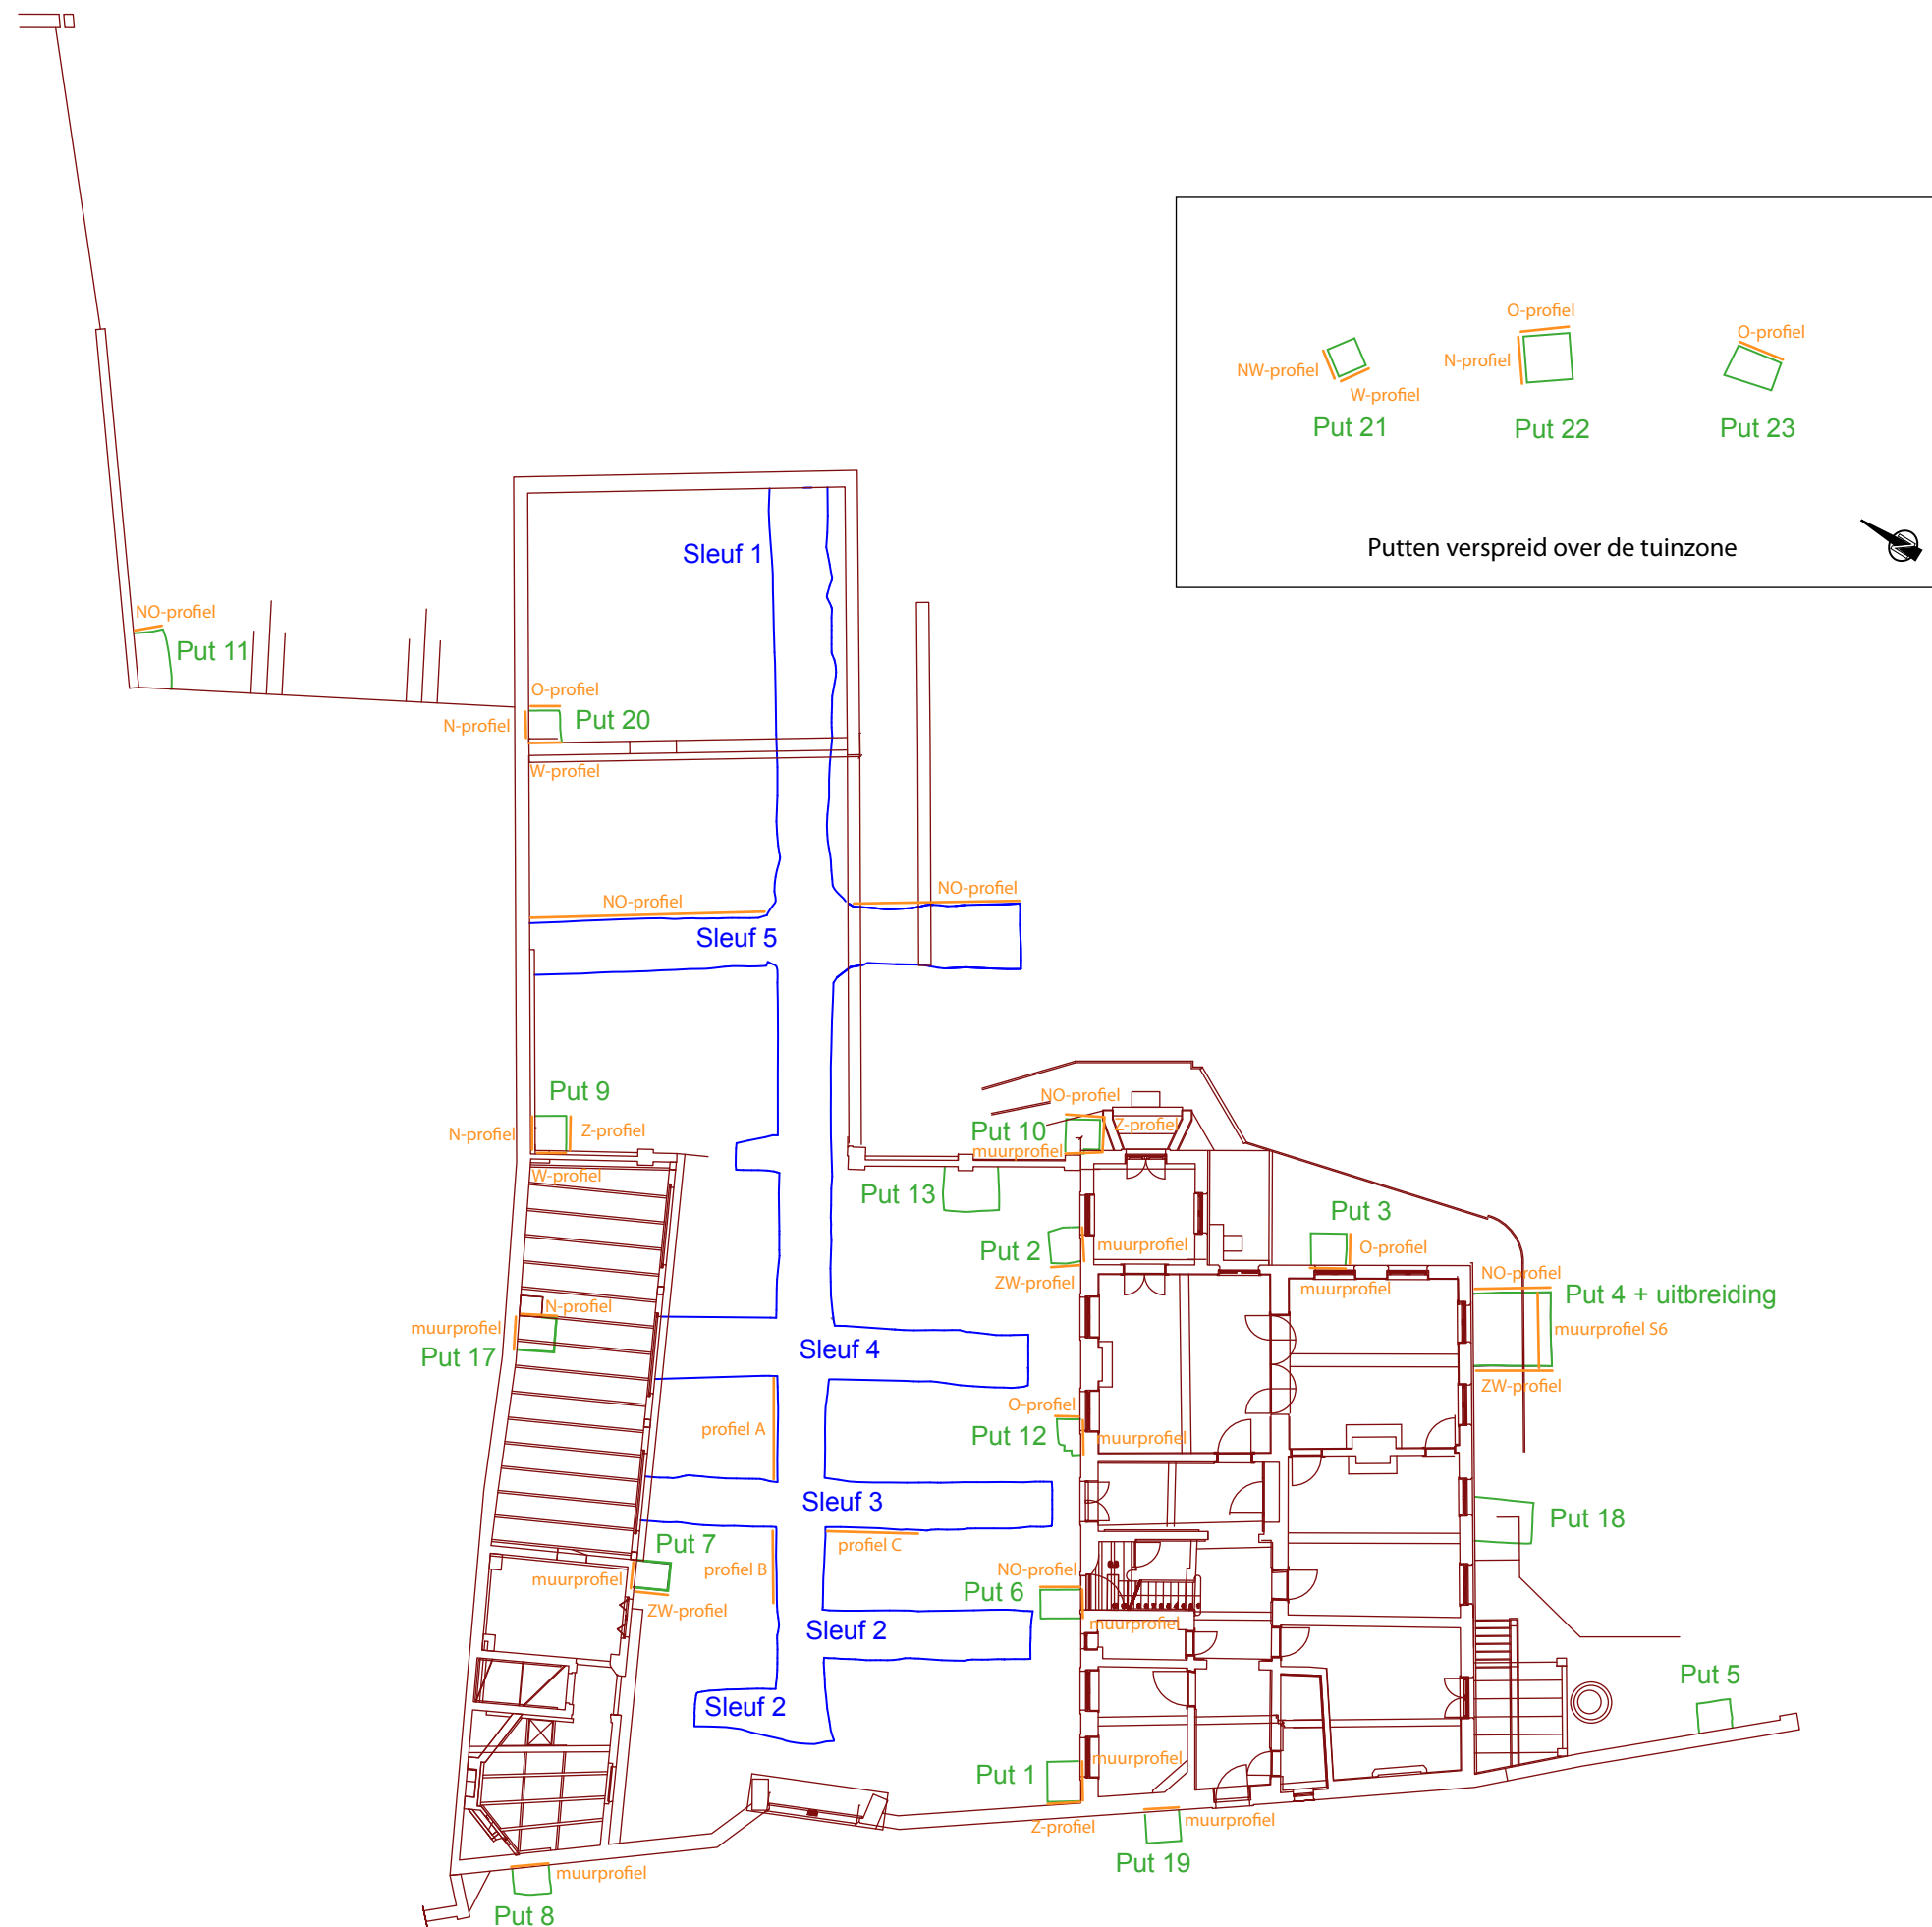 O-profiel
O-profiel
N-profiel
NW-profiel
W-profiel
Put 21
Put 22
Put 23
Putten verspreid over de tuinzone
Sleuf 1
NO-profiel
Put 11
O-profiel
N-profiel
Put 20
W-profiel
NO-profiel
NO-profiel
Sleuf 5
Put 9
N-profiel
Z-profiel
W-profiel
NO-profiel
Put 10
Z-profiel
muurprofiel
Put 13
Put 2
muurprofiel
ZW-profiel
Put 3
O-profiel
muurprofiel
NO-profiel
Put 4 + uitbreiding
muurprofiel S6
ZW-profiel
N-profiel
muurprofiel
Put 17
Sleuf 4
O-profiel
Put 12
muurprofiel
profiel A
Sleuf 3
profiel C
Put 18
Put 7
muurprofiel
ZW-profiel
profiel B
NO-profiel
Put 6
muurprofiel
Sleuf 2
Sleuf 2
Put 5
Put 1
muurprofiel
Z-profiel
muurprofiel
Put 19
muurprofiel
Put 8